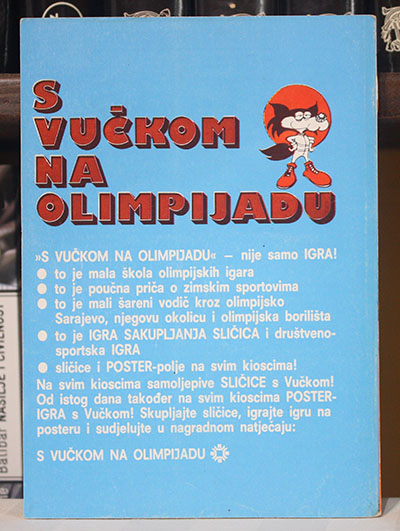 S
VUČKOM
NA
OLIMPIJADU
»S VUČKOM NA OLIMPIJADU« – nije samo IGRA!
● to je mala škola olimpijskih igara
● to je poučna priča o zimskim sportovima
● to je mali šareni vodič kroz olimpijsko
Sarajevo, njegovu okolicu i olimpijska borilišta
● to je IGRA SAKUPLJANJA SLIČICA i društveno-
sportska IGRA
● sličice i POSTER-polje na svim kioscima!
Na svim kioscima samoljepive SLIČICE s Vučkom!
Od istog dana također na svim kioscima POSTER-
IGRA s Vučkom! Skupljajte sličice, igrajte igru na
posteru i sudjelujte u nagradnom natječaju:
S VUČKOM NA OLIMPIJADU
Balibar NASILJE I CIVILNOST